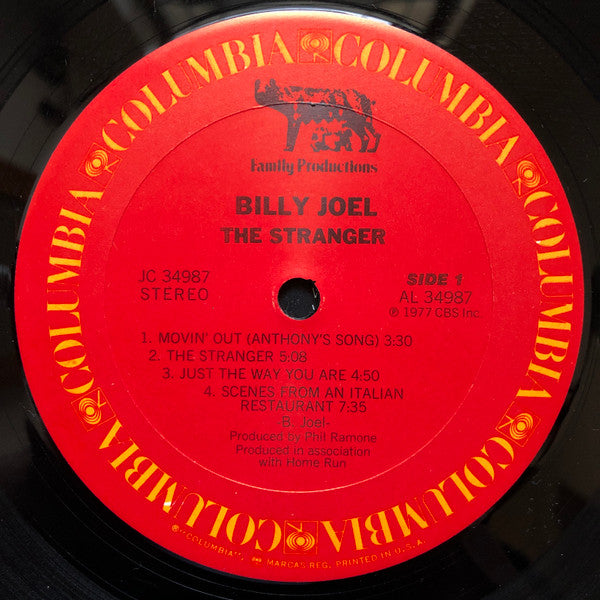 COLUMBIA COLUMBIA COLUMBIA COLUMBIA COLUMBIA COLUMBIA
Family Productions
BILLY JOEL
THE STRANGER
JC 34987
STEREO
SIDE 1
AL 34987
℗ 1977 CBS Inc.
1. MOVIN' OUT (ANTHONY'S SONG) 3:30
2. THE STRANGER 5:08
3. JUST THE WAY YOU ARE 4:50
4. SCENES FROM AN ITALIAN
RESTAURANT 7:35
-B. Joel-
Produced by Phil Ramone
Produced in association
with Home Run
® "COLUMBIA", MARCAS REG. PRINTED IN U.S.A.